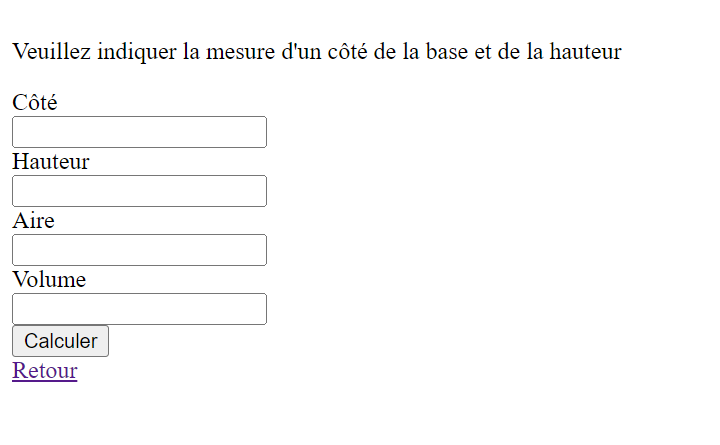 Veuillez indiquer la mesure d'un côté de la base et de la hauteur
Côté
Hauteur
Aire
Volume
Calculer
Retour